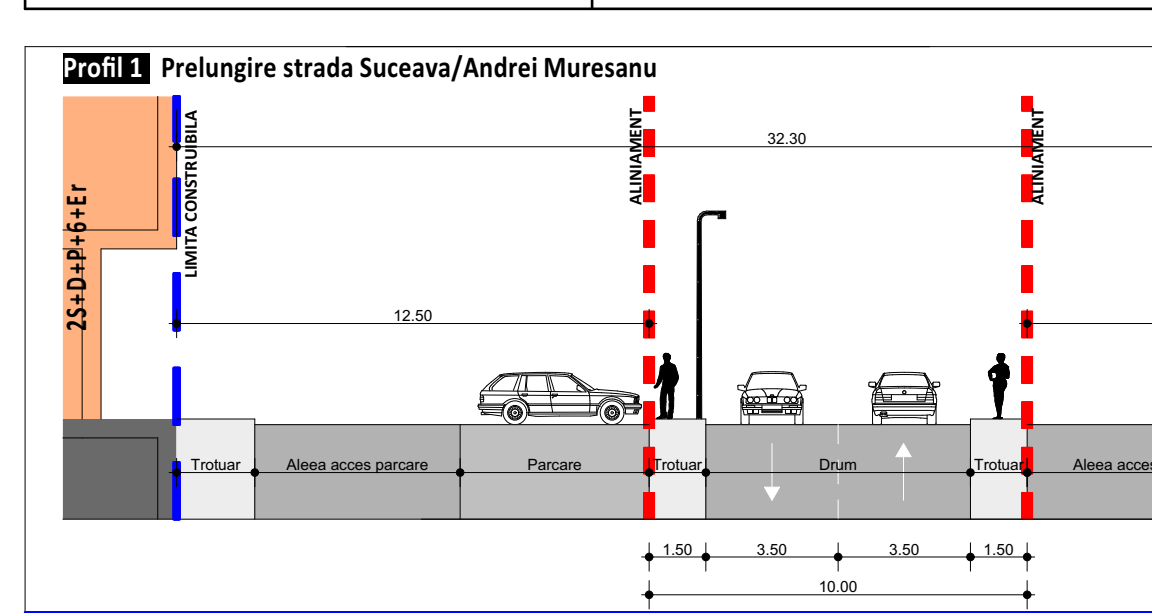 Profil 1 Prelungire strada Suceava/Andrei Muresanu
2S+D+P+6+Er
LIMITA CONSTRUIBILA
ALINIAMENT
32.30
ALINIAMENT
12.50
Trotuar
Aleea acces parcare
Parcare
Trotuar
Drum
Trotuar
Aleea acces
1.50
3.50
3.50
1.50
10.00